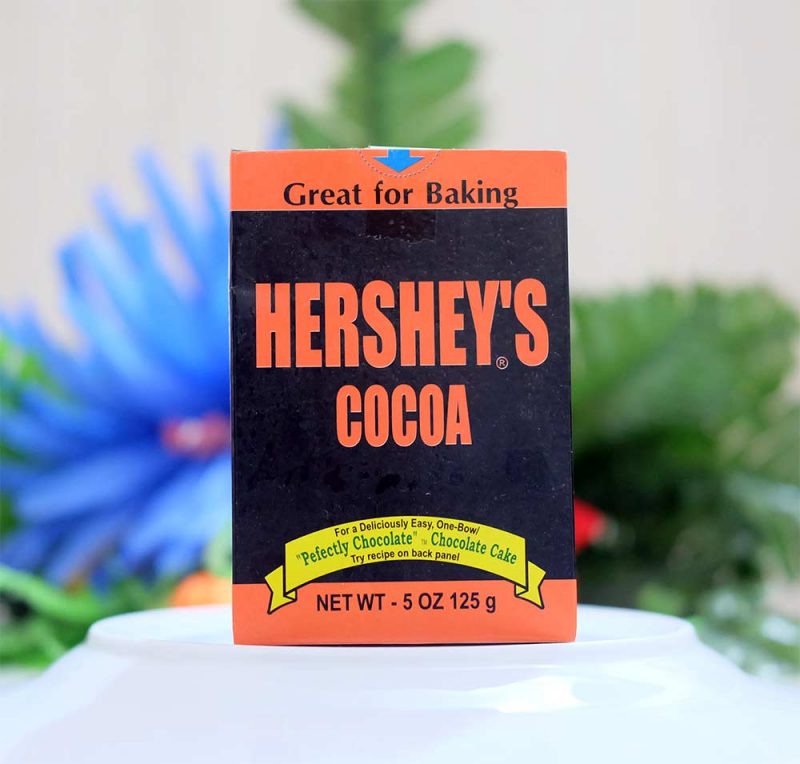 Great for Baking
HERSHEY'S®
COCOA
For a Deliciously Easy, One-Bowl
"Pefectly Chocolate" ™ Chocolate Cake
Try recipe on back panel
NET WT - 5 OZ 125 g